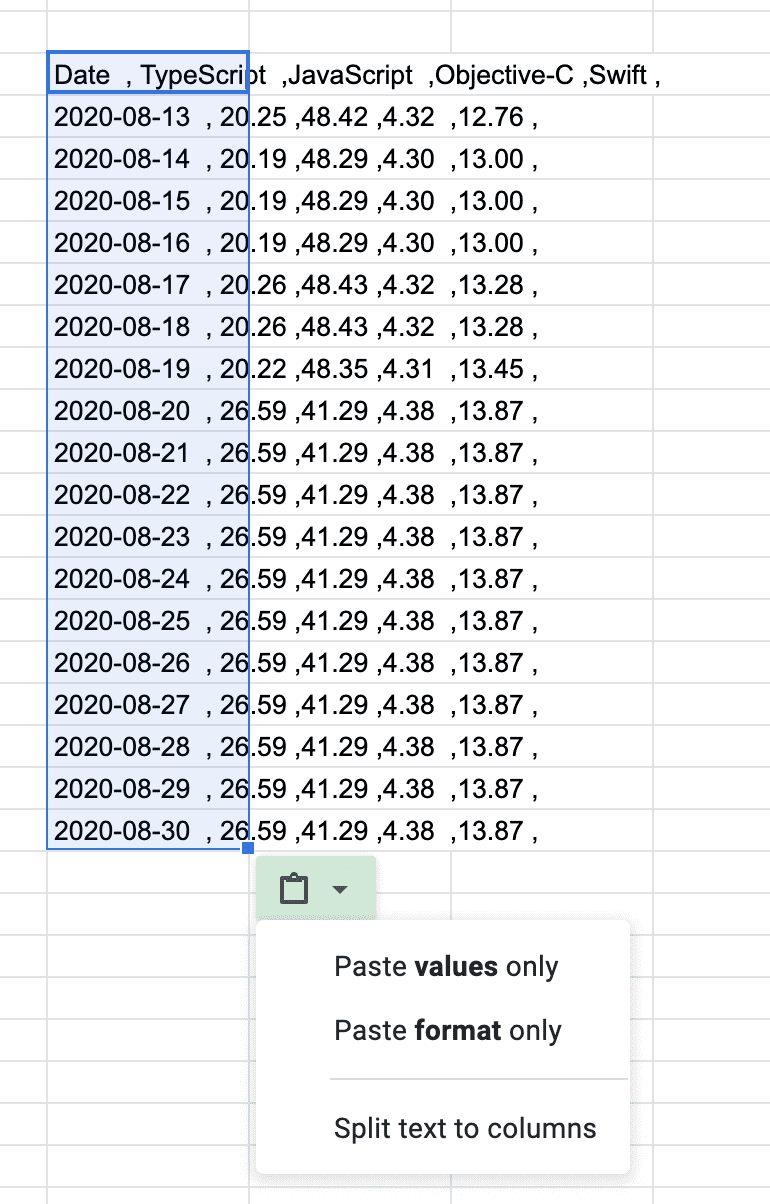 Date , TypeScript ,JavaScript ,Objective-C ,Swift ,
2020-08-13 , 20.25 ,48.42 ,4.32 ,12.76 ,
2020-08-14 , 20.19 ,48.29 ,4.30 ,13.00 ,
2020-08-15 , 20.19 ,48.29 ,4.30 ,13.00 ,
2020-08-16 , 20.19 ,48.29 ,4.30 ,13.00 ,
2020-08-17 , 20.26 ,48.43 ,4.32 ,13.28 ,
2020-08-18 , 20.26 ,48.43 ,4.32 ,13.28 ,
2020-08-19 , 20.22 ,48.35 ,4.31 ,13.45 ,
2020-08-20 , 26.59 ,41.29 ,4.38 ,13.87 ,
2020-08-21 , 26.59 ,41.29 ,4.38 ,13.87 ,
2020-08-22 , 26.59 ,41.29 ,4.38 ,13.87 ,
2020-08-23 , 26.59 ,41.29 ,4.38 ,13.87 ,
2020-08-24 , 26.59 ,41.29 ,4.38 ,13.87 ,
2020-08-25 , 26.59 ,41.29 ,4.38 ,13.87 ,
2020-08-26 , 26.59 ,41.29 ,4.38 ,13.87 ,
2020-08-27 , 26.59 ,41.29 ,4.38 ,13.87 ,
2020-08-28 , 26.59 ,41.29 ,4.38 ,13.87 ,
2020-08-29 , 26.59 ,41.29 ,4.38 ,13.87 ,
2020-08-30 , 26.59 ,41.29 ,4.38 ,13.87 ,
Paste values only
Paste format only
Split text to columns